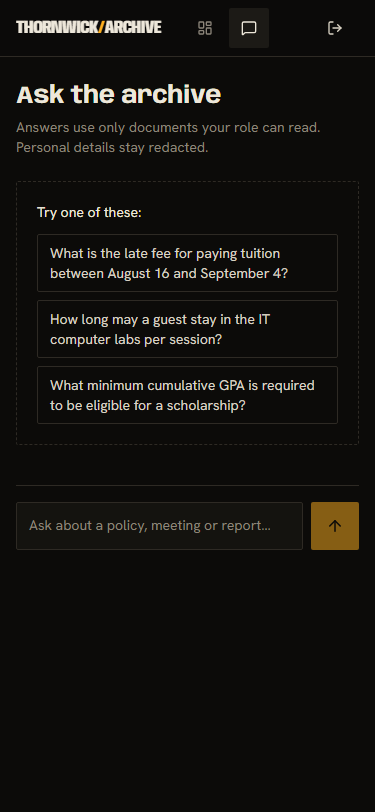 THORNWICK/ARCHIVE
Ask the archive
Answers use only documents your role can read.
Personal details stay redacted.
Try one of these:
What is the late fee for paying tuition
between August 16 and September 4?
How long may a guest stay in the IT
computer labs per session?
What minimum cumulative GPA is required
to be eligible for a scholarship?
Ask about a policy, meeting or report...